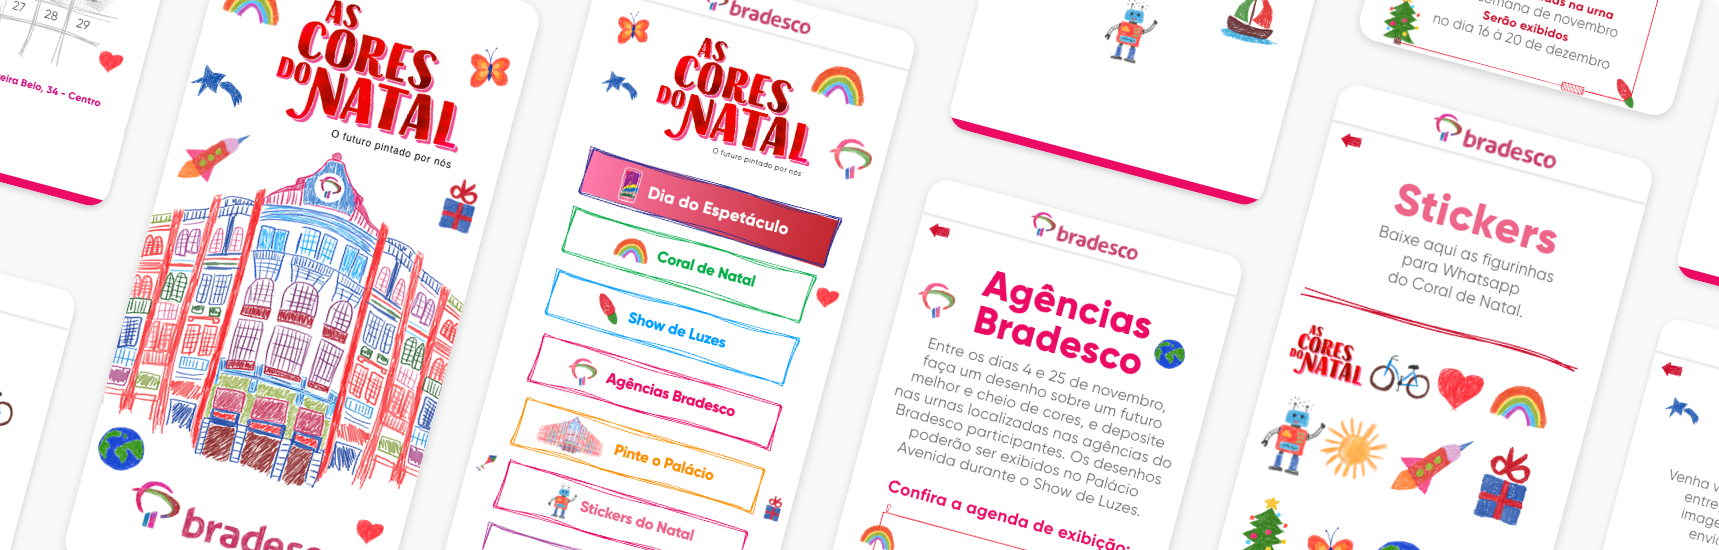 27 28 29
eira Belo, 34 - Centro
AS
CORES
DO NATAL
O futuro pintado por nós
bradesco
bradesco
AS
CORES
DO NATAL
O futuro pintado por nós
Dia do Espetáculo
Coral de Natal
Show de Luzes
Agências Bradesco
Pinte o Palácio
Stickers do Natal
bradesco
Agências
Bradesco
Entre os dias 4 e 25 de novembro,
faça um desenho sobre um futuro
melhor e cheio de cores, e deposite
nas urnas localizadas nas agências do
Bradesco participantes. Os desenhos
poderão ser exibidos no Palácio
Avenida durante o Show de Luzes.
Confira a agenda de exibição:
na urna
semana de novembro
Serão exibidos
no dia 16 à 20 de dezembro
bradesco
Stickers
Baixe aqui as figurinhas
para Whatsapp
do Coral de Natal.
AS
CORES
DO NATAL
Venha
entre
image
envi